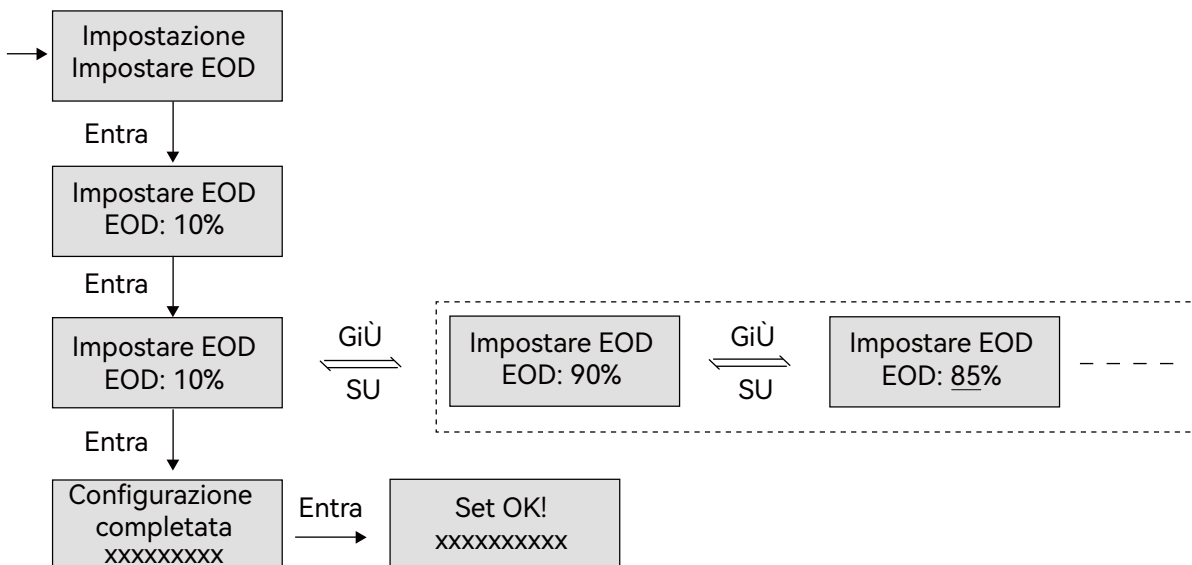 Impostazione
Impostare EOD
Entra
Impostare EOD
EOD: 10%
Entra
Impostare EOD
EOD: 10%
GiÙ
SU
Impostare EOD
EOD: 90%
GiÙ
SU
Impostare EOD
EOD: 85%
Entra
Configurazione
completata
xxxxxxxxx
Entra
Set OK!
xxxxxxxxxx